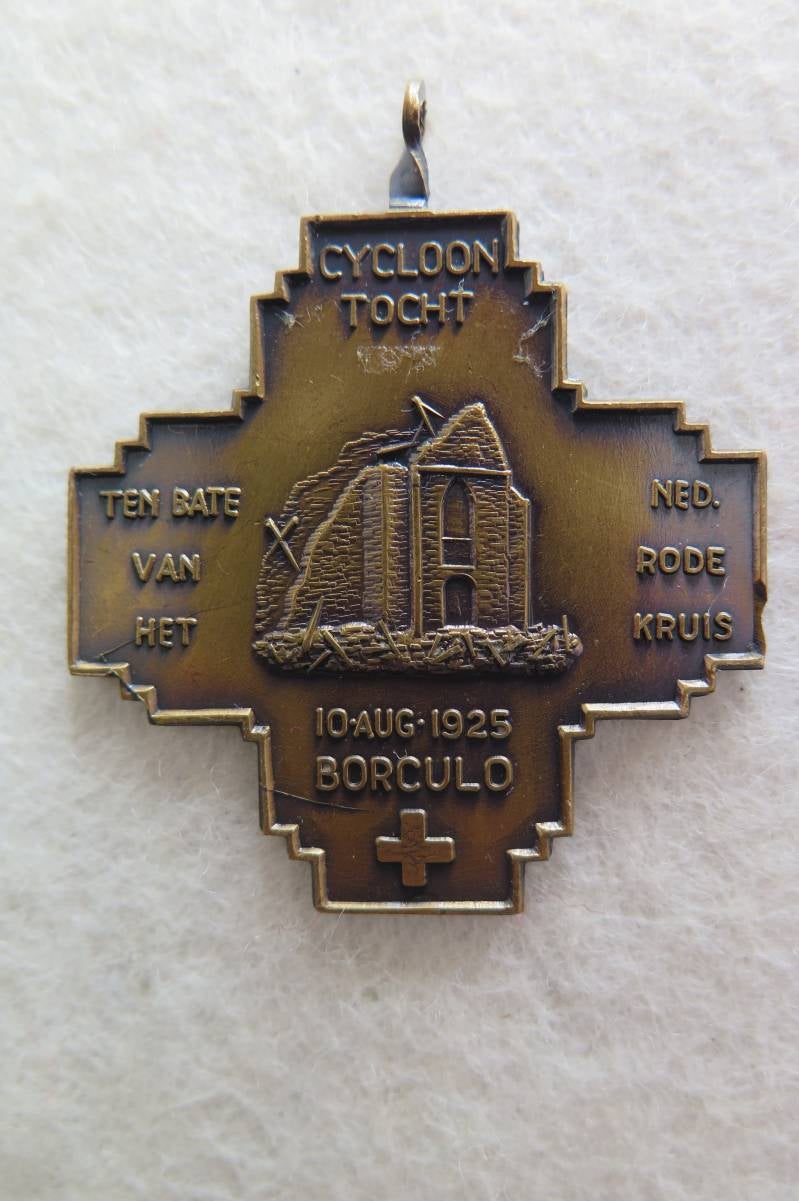 CYCLOON
TOCHT
TEN BATE
VAN
HET
NED.
RODE
KRUIS
10·AUG·1925
BORCULO